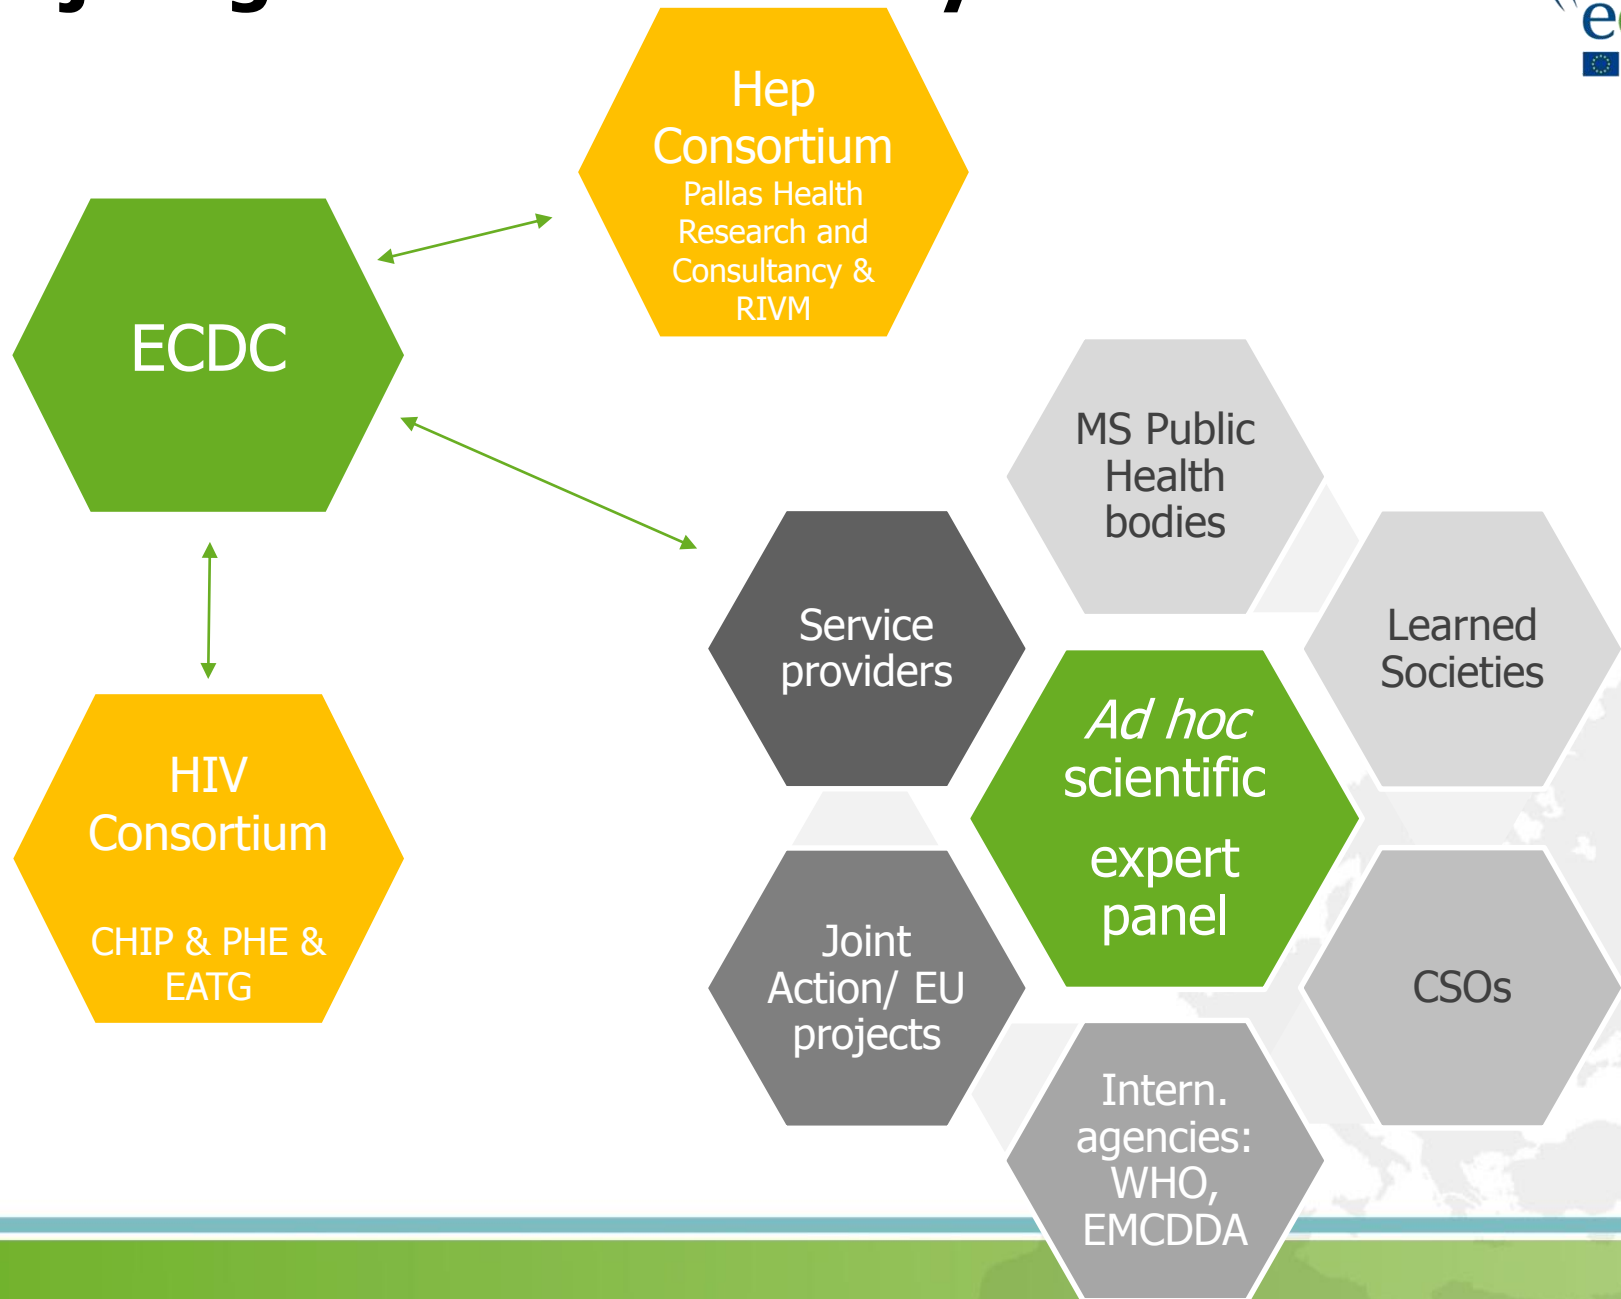 Hep
Consortium
Pallas Health
Research and
Consultancy &
RIVM
ECDC
MS Public
Health
bodies
Service
providers
Learned
Societies
Ad hoc
scientific
expert
panel
HIV
Consortium
CHIP & PHE &
EATG
Joint
Action/ EU
projects
CSOs
Intern.
agencies:
WHO,
EMCDDA